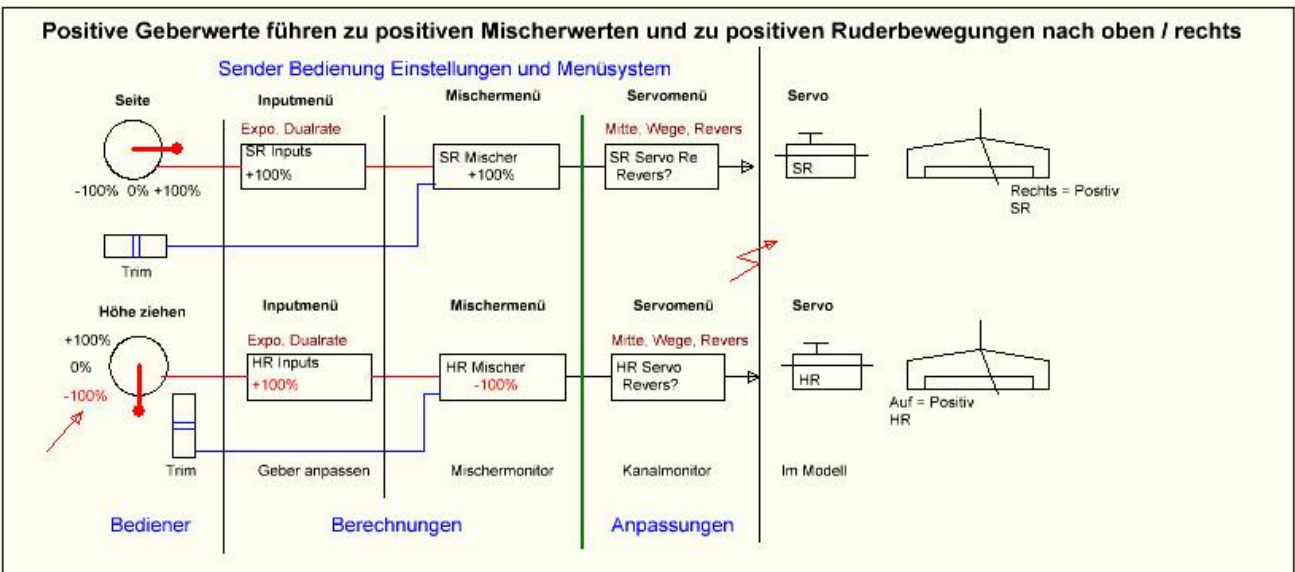 Positive Geberwerte führen zu positiven Mischerwerten und zu positiven Ruderbewegungen nach oben / rechts
Sender Bedienung Einstellungen und Menüsystem
Seite
Inputmenü
Mischermenü
Servomenü
Servo
Expo, Dualrate
Mitte, Wege, Revers
SR Inputs
+100%
SR Mischer
+100%
SR Servo Re
Revers?
SR
-100% 0% +100%
Rechts = Positiv
SR
Trim
Höhe ziehen
Inputmenü
Mischermenü
Servomenü
Servo
+100%
0%
-100%
Expo, Dualrate
Mitte, Wege, Revers
HR Inputs
+100%
HR Mischer
-100%
HR Servo
Revers?
HR
Auf = Positiv
HR
Trim
Geber anpassen
Mischermonitor
Kanalmonitor
Im Modell
Bediener
Berechnungen
Anpassungen